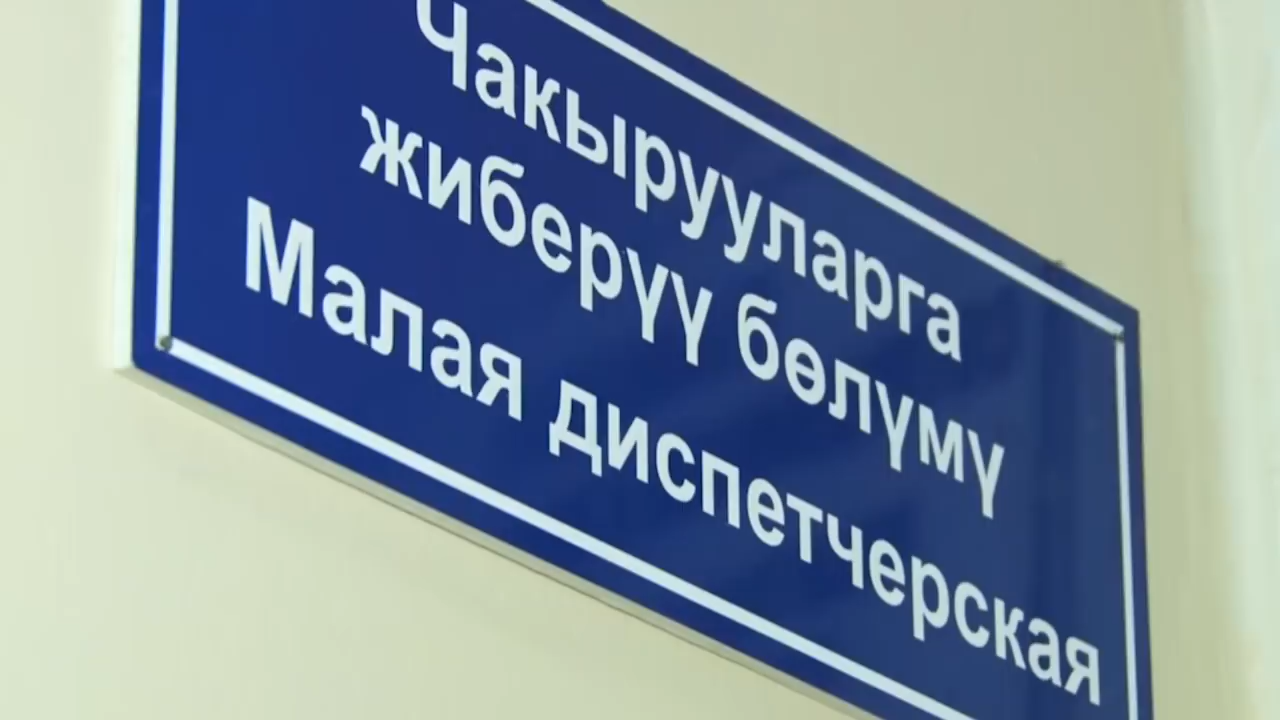 Чакырууларга
жиберүү бөлүмү
Малая диспетчерская